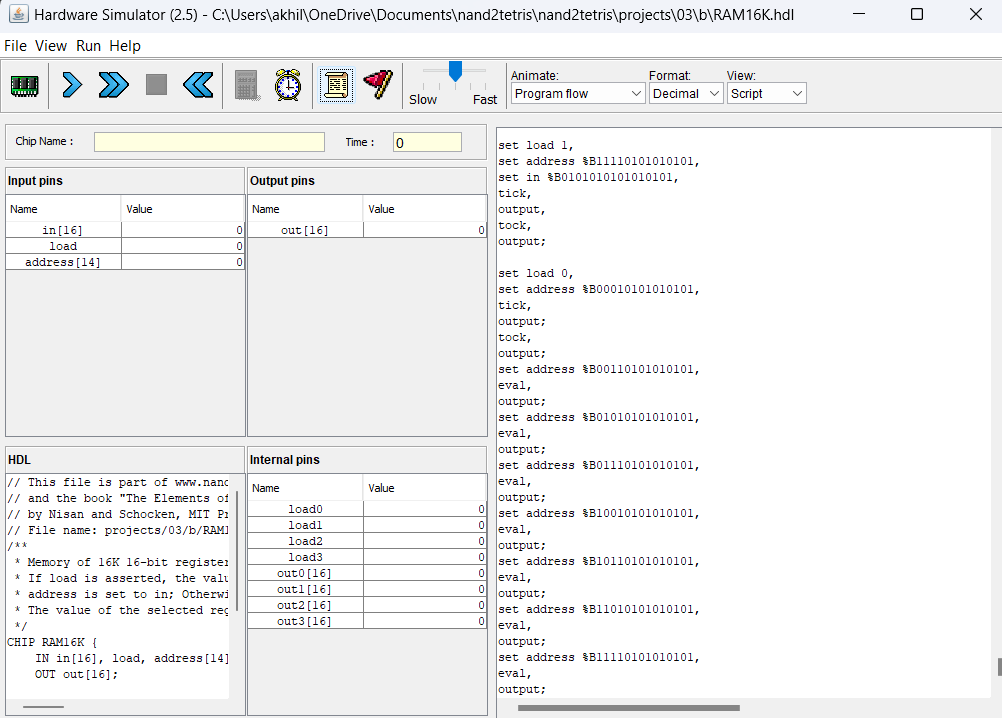 Hardware Simulator (2.5) - C:\Users\akhil\OneDrive\Documents\nand2tetris\nand2tetris\projects\03\b\RAM16K.hdl
File View Run Help
Slow Fast
Animate: Format: View:
Program flow Decimal Script
Chip Name : Time : 0
Input pins
Name Value
in[16] 0
load 0
address[14] 0
Output pins
Name Value
out[16] 0
HDL
// This file is part of www.nand
// and the book "The Elements of
// by Nisan and Schocken, MIT Pr
// File name: projects/03/b/RAM1
/**
* Memory of 16K 16-bit register
* If load is asserted, the valu
* address is set to in; Otherwi
* The value of the selected reg
*/
CHIP RAM16K {
IN in[16], load, address[14]
OUT out[16];
Internal pins
Name Value
load0 0
load1 0
load2 0
load3 0
out0[16] 0
out1[16] 0
out2[16] 0
out3[16] 0
set load 1,
set address %B11110101010101,
set in %B0101010101010101,
tick,
output,
tock,
output;
set load 0,
set address %B00010101010101,
tick,
output;
tock,
output;
set address %B00110101010101,
eval,
output;
set address %B01010101010101,
eval,
output;
set address %B01110101010101,
eval,
output;
set address %B10010101010101,
eval,
output;
set address %B10110101010101,
eval,
output;
set address %B11010101010101,
eval,
output;
set address %B11110101010101,
eval,
output;